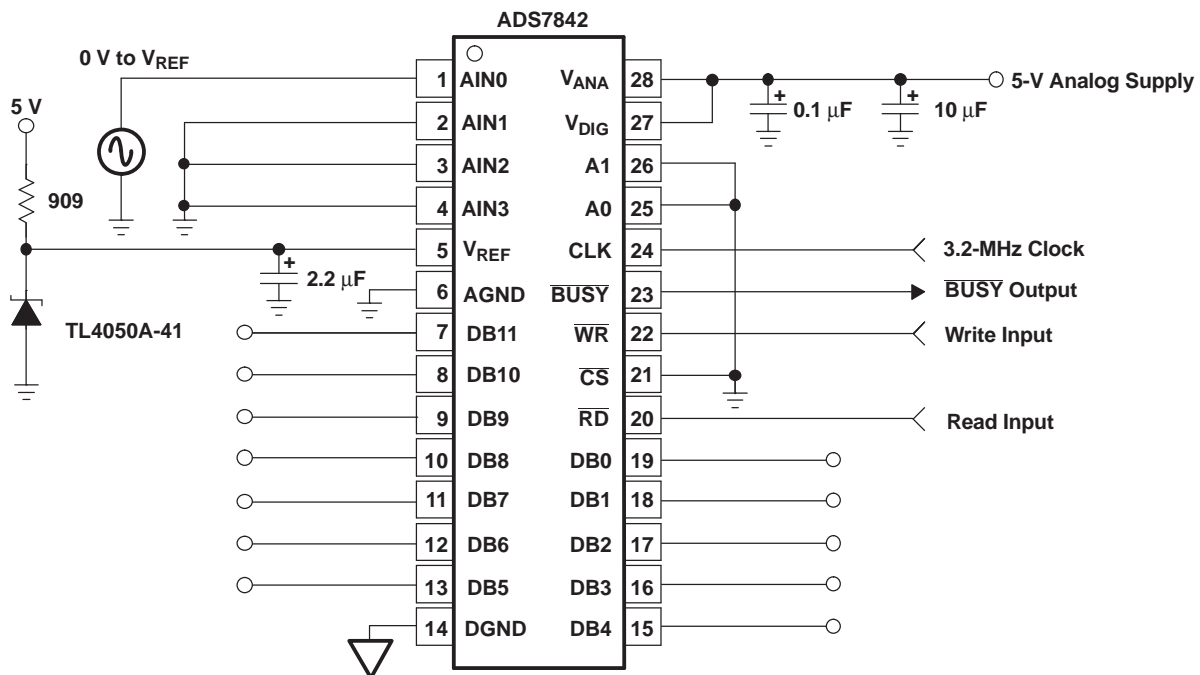 ADS7842
0 V to VREF
5 V
909
TL4050A-41
2.2 μF
+
1 AIN0
2 AIN1
3 AIN2
4 AIN3
5 VREF
6 AGND
7 DB11
8 DB10
9 DB9
10 DB8
11 DB7
12 DB6
13 DB5
14 DGND
VANA 28
VDIG 27
A1 26
A0 25
CLK 24
BUSY 23
WR 22
CS 21
RD 20
DB0 19
DB1 18
DB2 17
DB3 16
DB4 15
+
0.1 μF
+
10 μF
5-V Analog Supply
3.2-MHz Clock
BUSY Output
Write Input
Read Input